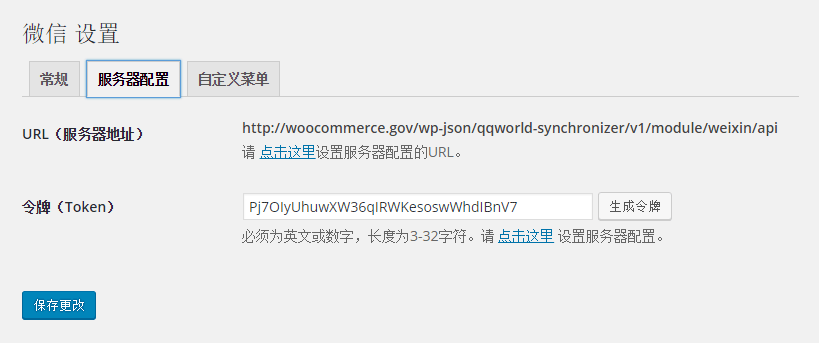 微信 设置
常规 服务器配置 自定义菜单
URL（服务器地址） http://woocommerce.gov/wp-json/qqworld-synchronizer/v1/module/weixin/api
请 点击这里设置服务器配置的URL。
令牌（Token） Pj7OIyUhuwXW36qIRWKesoswWhdIBnV7 生成令牌
必须为英文或数字，长度为3-32字符。请 点击这里 设置服务器配置。
保存更改